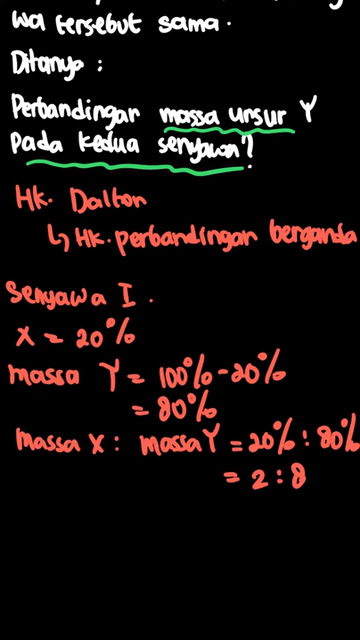 wa tersebut sama.
Ditanya :
Perbandingan massa unsur Y
pada kedua senyawa?
Hk. Dalton
↳ Hk. perbandingan berganda
Senyawa I.
X = 20%
massa Y = 100% - 20%
= 80%
massa X : massa Y = 20% : 80%
= 2 : 8